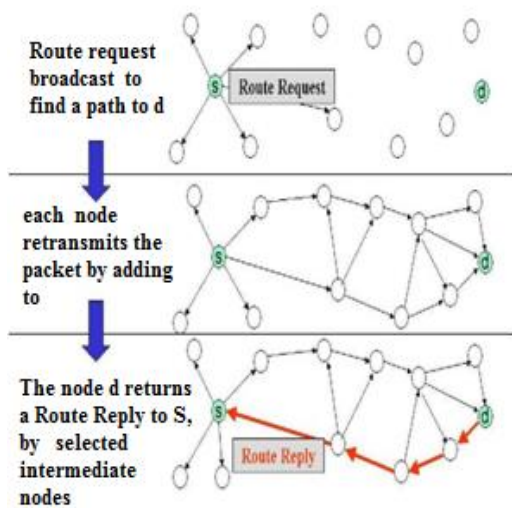 Route request
broadcast to
find a path to d
s
Route Request
d
each node
retransmits the
packet by adding
to
s
d
The node d returns
a Route Reply to S,
by selected
intermediate
nodes
s
Route Reply
d